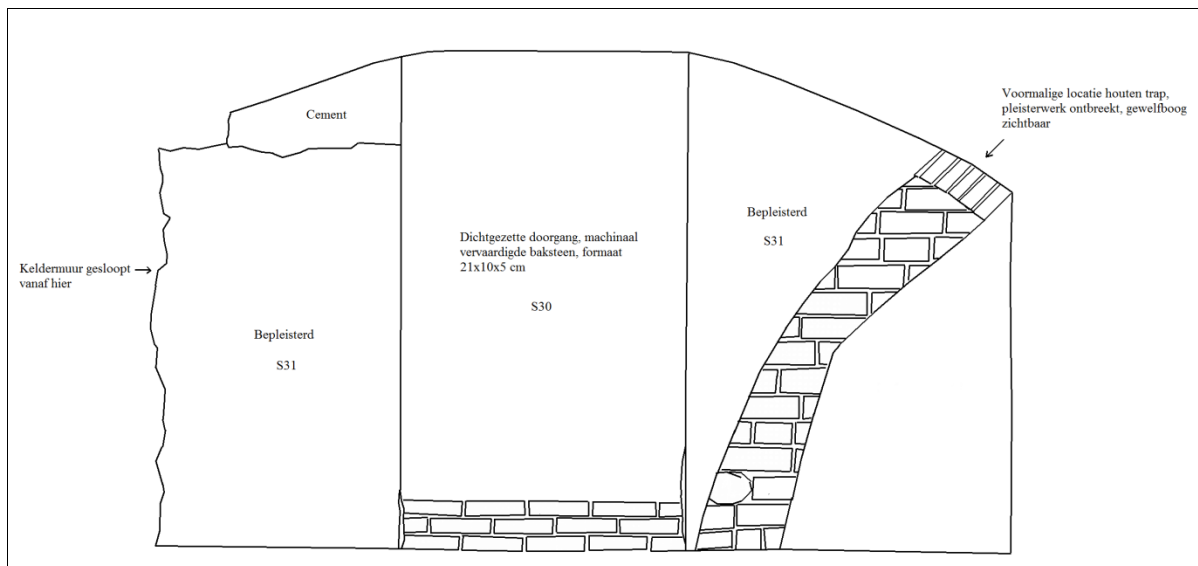 Cement
Voormalige locatie houten trap,
pleisterwerk ontbreekt, gewelfboog
zichtbaar
Keldermuur gesloopt
vanaf hier
Bepleisterd
S31
Dichtgezette doorgang, machinaal
vervaardigde baksteen, formaat
21x10x5 cm
S30
Bepleisterd
S31